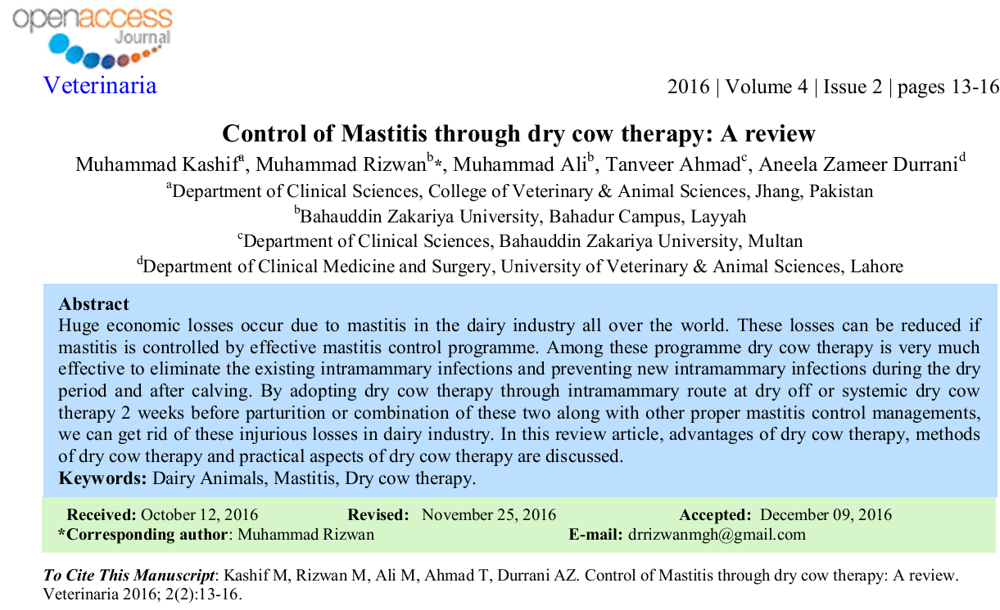 openaccess
Journal
Veterinaria 2016 | Volume 4 | Issue 2 | pages 13-16
Control of Mastitis through dry cow therapy: A review
Muhammad Kashifa, Muhammad Rizwanb*, Muhammad Alib, Tanveer Ahmadc, Aneela Zameer Durranid
aDepartment of Clinical Sciences, College of Veterinary & Animal Sciences, Jhang, Pakistan
bBahauddin Zakariya University, Bahadur Campus, Layyah
cDepartment of Clinical Sciences, Bahauddin Zakariya University, Multan
dDepartment of Clinical Medicine and Surgery, University of Veterinary & Animal Sciences, Lahore
Abstract
Huge economic losses occur due to mastitis in the dairy industry all over the world. These losses can be reduced if
mastitis is controlled by effective mastitis control programme. Among these programme dry cow therapy is very much
effective to eliminate the existing intramammary infections and preventing new intramammary infections during the dry
period and after calving. By adopting dry cow therapy through intramammary route at dry off or systemic dry cow
therapy 2 weeks before parturition or combination of these two along with other proper mastitis control managements,
we can get rid of these injurious losses in dairy industry. In this review article, advantages of dry cow therapy, methods
of dry cow therapy and practical aspects of dry cow therapy are discussed.
Keywords: Dairy Animals, Mastitis, Dry cow therapy.
Received: October 12, 2016 Revised: November 25, 2016 Accepted: December 09, 2016
*Corresponding author: Muhammad Rizwan E-mail: drrizwanmgh@gmail.com
To Cite This Manuscript: Kashif M, Rizwan M, Ali M, Ahmad T, Durrani AZ. Control of Mastitis through dry cow therapy: A review.
Veterinaria 2016; 2(2):13-16.